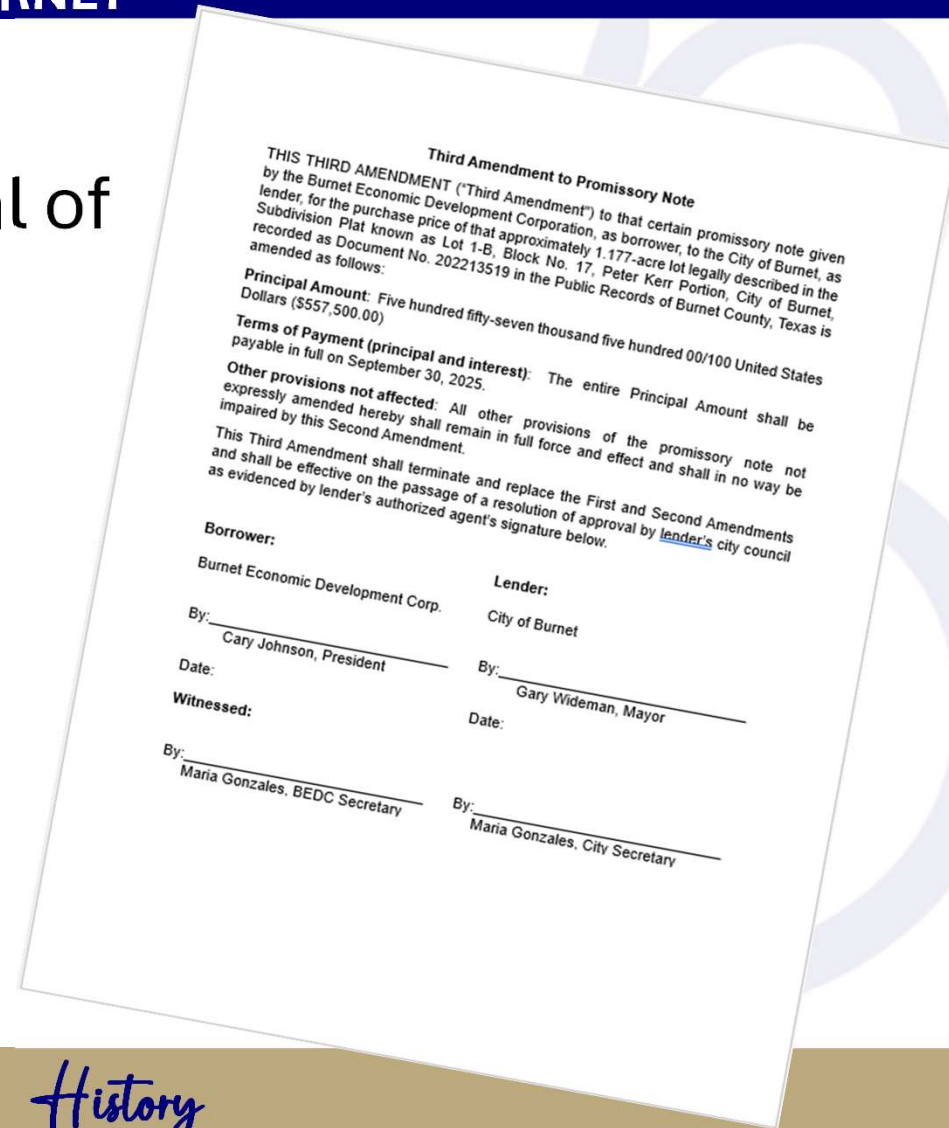 RNET
al of
Third Amendment to Promissory Note
THIS THIRD AMENDMENT ("Third Amendment") to that certain promissory note given
by the Burnet Economic Development Corporation, as borrower, to the City of Burnet, as
lender, for the purchase price of that approximately 1.177-acre lot legally described in the
Subdivision Plat known as Lot 1-B, Block No. 17, Peter Kerr Portion, City of Burnet,
recorded as Document No. 202213519 in the Public Records of Burnet County, Texas is
amended as follows:
Principal Amount: Five hundred fifty-seven thousand five hundred 00/100 United States
Dollars ($557,500.00)
Terms of Payment (principal and interest): The entire Principal Amount shall be
payable in full on September 30, 2025.
Other provisions not affected: All other provisions of the promissory note not
expressly amended hereby shall remain in full force and effect and shall in no way be
impaired by this Second Amendment.
This Third Amendment shall terminate and replace the First and Second Amendments
and shall be effective on the passage of a resolution of approval by lender's city council
as evidenced by lender's authorized agent's signature below.
Borrower:
Burnet Economic Development Corp.
By:
Cary Johnson, President
Date:
Lender:
City of Burnet
By:
Gary Wideman, Mayor
Date:
Witnessed:
By:
Maria Gonzales, BEDC Secretary
By:
Maria Gonzales, City Secretary
History